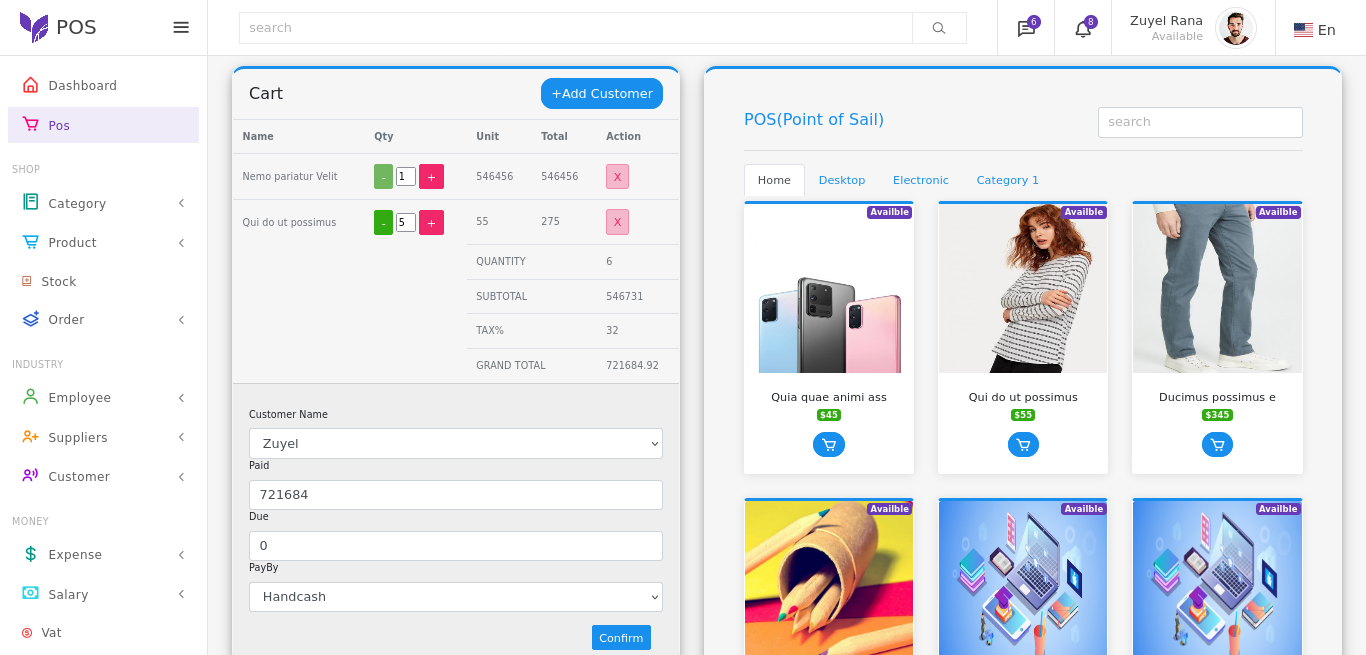 POS
search
6
8
Zuyel Rana
Available
En
Dashboard
Pos
SHOP
Category
Product
Stock
Order
INDUSTRY
Employee
Suppliers
Customer
MONEY
Expense
Salary
Vat
Cart
+Add Customer
Name Qty Unit Total Action
Nemo pariatur Velit - 1 + 546456 546456 X
Qui do ut possimus - 5 + 55 275 X
QUANTITY 6
SUBTOTAL 546731
TAX% 32
GRAND TOTAL 721684.92
Customer Name
Zuyel
Paid
721684
Due
0
PayBy
Handcash
Confirm
POS(Point of Sail)
search
Home Desktop Electronic Category 1
Availble
Quia quae animi ass
$45
Availble
Qui do ut possimus
$55
Availble
Ducimus possimus e
$345
Availble
Availble
Availble